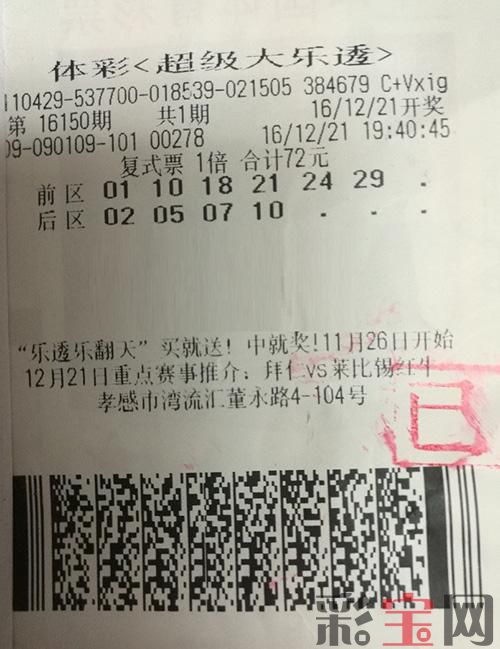 体彩<超级大乐透>
110429-537700-018539-021505 384679 C+Vxig
第 16150期 共1期 16/12/21开奖
09-090109-101 00278 16/12/21 19:40:45
复式票 1倍 合计72元
前区 01 10 18 21 24 29 .
后区 02 05 07 10 . . .
“乐透乐翻天”买就送！中就奖！11月26日开始
12月21日重点赛事推介：拜仁vs莱比锡红牛
孝感市湾流汇董永路4-104号
彩宝网